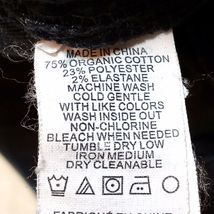 MADE IN CHINA
75% ORGANIC COTTON
23% POLYESTER
2% ELASTANE
MACHINE WASH
COLD GENTLE
WITH LIKE COLORS
WASH INSIDE OUT
NON-CHLORINE
BLEACH WHEN NEEDED
TUMBLE DRY LOW
IRON MEDIUM
DRY CLEANABLE